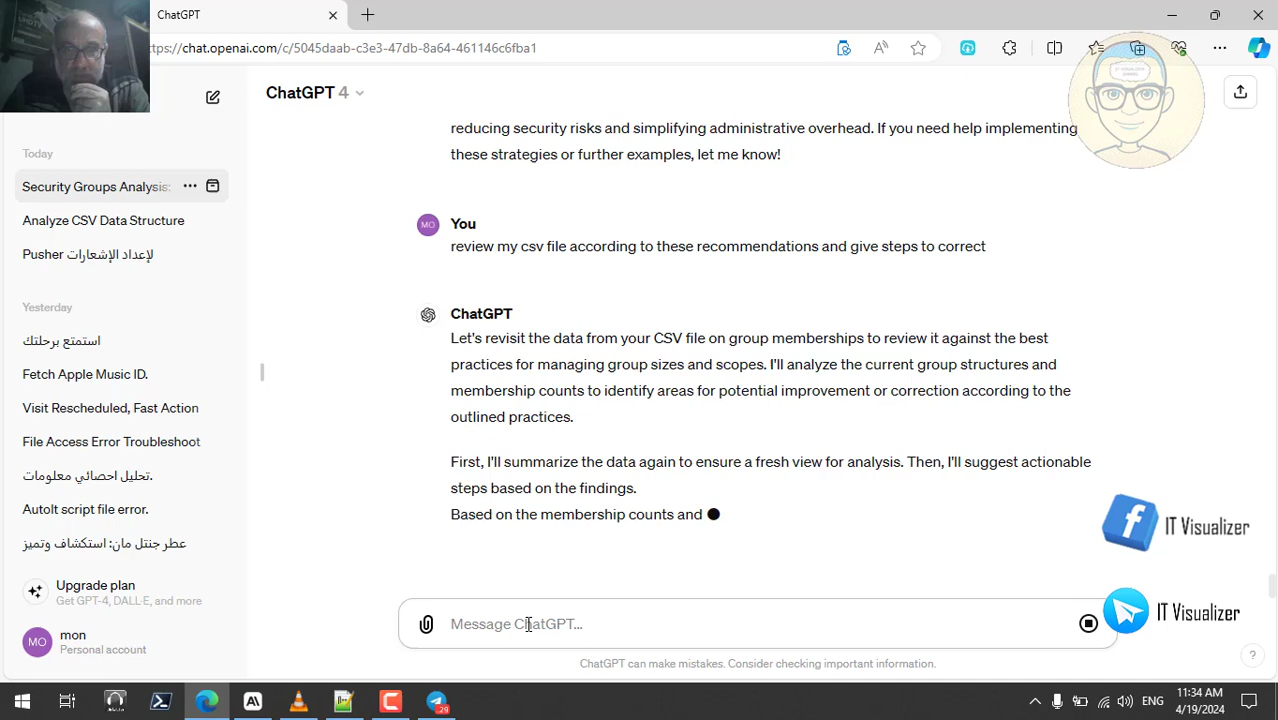 ChatGPT
ttps://chat.openai.com/c/5045daab-c3e3-47db-8a64-461146c6fba1
IT VISUALIZER
ChatGPT 4
Today
Security Groups Analysis:
Analyze CSV Data Structure
Pusher لإعداد الإشعارات
Yesterday
استمتع برحلتك
Fetch Apple Music ID.
Visit Rescheduled, Fast Action
File Access Error Troubleshoot
تحليل احصائي معلومات.
AutoIt script file error.
عطر جنتل مان: استكشاف وتميز
Upgrade plan
Get GPT-4, DALL·E, and more
MO
mon
Personal account
reducing security risks and simplifying administrative overhead. If you need help implementing
these strategies or further examples, let me know!
MO
You
review my csv file according to these recommendations and give steps to correct
ChatGPT
Let's revisit the data from your CSV file on group memberships to review it against the best
practices for managing group sizes and scopes. I'll analyze the current group structures and
membership counts to identify areas for potential improvement or correction according to the
outlined practices.
First, I'll summarize the data again to ensure a fresh view for analysis. Then, I'll suggest actionable
steps based on the findings.
Based on the membership counts and
IT Visualizer
IT Visualizer
Message ChatGPT...
ChatGPT can make mistakes. Consider checking important information.
?
29
ENG
11:34 AM
4/19/2024